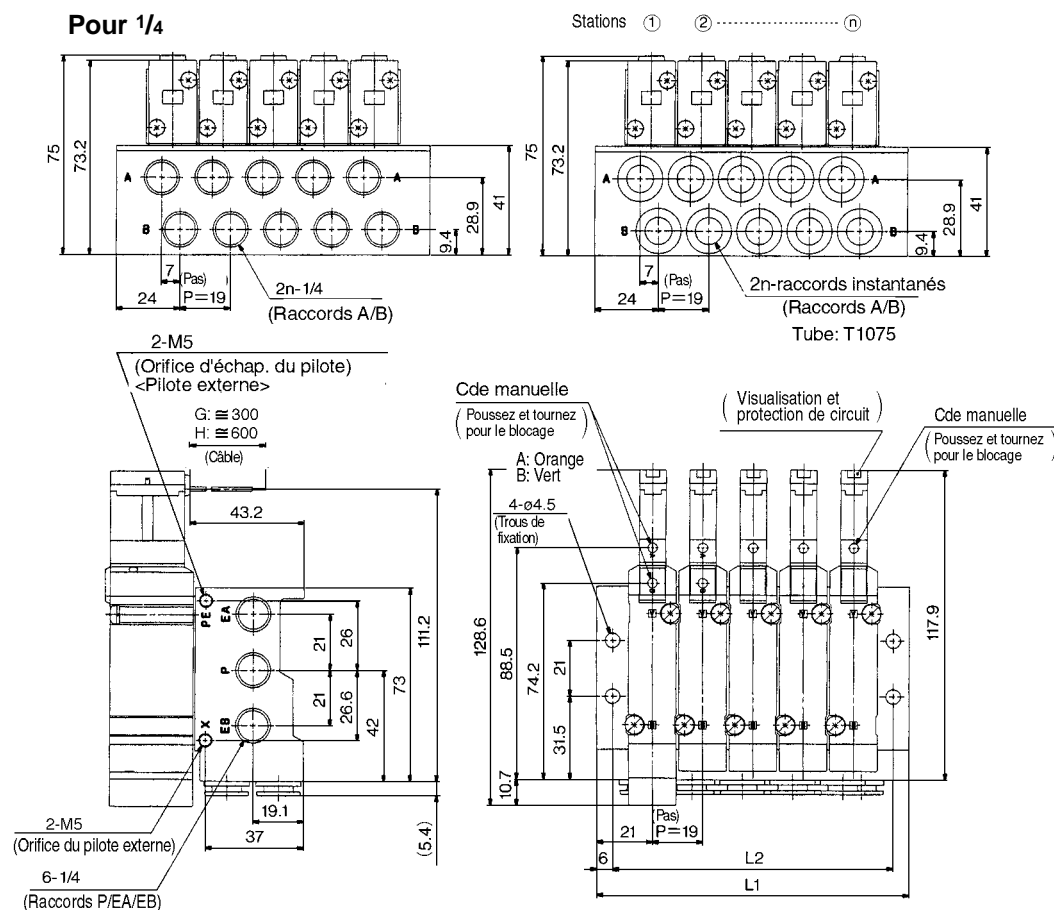 Pour 1/4
Stations ① ② ⓝ
75
73.2
A A
B B
41
28.9
9.4
7
(Pas)
24
P=19
2n-1/4
(Raccords A/B)
75
73.2
A A
B B
41
28.9
9.4
7
(Pas)
24
P=19
2n-raccords instantanés
(Raccords A/B)
Tube: T1075
2-M5
(Orifice d'échap. du pilote)
<Pilote externe>
G: ≅300
H: ≅600
(Câble)
43.2
PE
EA
P
X
EB
21
26
21
26.6
42
73
111.2
19.1
37
(5.4)
2-M5
(Orifice du pilote externe)
6-1/4
(Raccords P/EA/EB)
Cde manuelle
(Poussez et tournez
pour le blocage)
A: Orange
B: Vert
4-ø4.5
(Trous de
fixation)
(Visualisation et
protection de circuit)
Cde manuelle
(Poussez et tournez
pour le blocage)
128.6
88.5
74.2
21
31.5
10.7
117.9
(Pas)
21
P=19
6
L2
L1